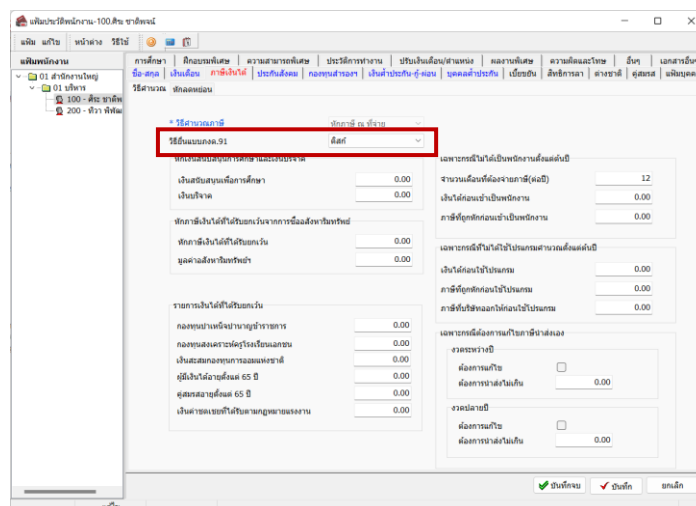 แฟ้มประวัติพนักงาน-100.ศิระ ชาติพจน์
แฟ้ม แก้ไข หน้าต่าง วิธีใช้
แฟ้มพนักงาน
01 สำนักงานใหญ่
01 บริหาร
100 - ศิระ ชาติพ
200 - ทิวา พิพัฒ
การศึกษา ฝึกอบรมพิเศษ ความสามารถพิเศษ ประวัติการทำงาน ปรับเงินเดือน/ตำแหน่ง ผลงานพิเศษ ความผิดและโทษ อื่นๆ เอกสารอื่น
ชื่อ-สกุล เงินเดือน ภาษีเงินได้ ประกันสังคม กองทุนสำรองฯ เงินค้ำประกัน-กู้-ผ่อน บุคคลค้ำประกัน เบี้ยขยัน สิทธิการลา ต่างชาติ คู่สมรส แฟ้มบุคค
วิธีคำนวณ หักลดหย่อน
* วิธีคำนวณภาษี หักภาษี ณ ที่จ่าย
วิธียื่นแบบภงด.91 ดิสก์
หักเงินสนับสนุนการศึกษาและเงินบริจาค
เงินสนับสนุนเพื่อการศึกษา 0.00
เงินบริจาค 0.00
หักภาษีเงินได้ที่ได้รับยกเว้นจากการซื้ออสังหาริมทรัพย์
หักภาษีเงินได้ที่ได้รับยกเว้น 0.00
มูลค่าอสังหาริมทรัพย์ฯ 0.00
รายการเงินได้ที่ได้รับยกเว้น
กองทุนบำเหน็จบำนาญข้าราชการ 0.00
กองทุนสงเคราะห์ครูโรงเรียนเอกชน 0.00
เงินสะสมกองทุนการออมแห่งชาติ 0.00
ผู้มีเงินได้อายุตั้งแต่ 65 ปี 0.00
คู่สมรสอายุตั้งแต่ 65 ปี 0.00
เงินค่าชดเชยที่ได้รับตามกฎหมายแรงงาน 0.00
เฉพาะกรณีไม่ได้เป็นพนักงานตั้งแต่ต้นปี
จำนวนเดือนที่ต้องจ่ายภาษี(ต่อปี) 12
เงินได้ก่อนเข้าเป็นพนักงาน 0.00
ภาษีที่ถูกหักก่อนเข้าเป็นพนักงาน 0.00
เฉพาะกรณีที่ไม่ได้ใช้โปรแกรมคำนวณตั้งแต่ต้นปี
เงินได้ก่อนใช้โปรแกรม 0.00
ภาษีที่ถูกหักก่อนใช้โปรแกรม 0.00
ภาษีที่บริษัทออกให้ก่อนใช้โปรแกรม 0.00
เฉพาะกรณีต้องการแก้ไขภาษีนำส่งเอง
งวดระหว่างปี
ต้องการแก้ไข
ต้องการนำส่งไม่เกิน 0.00
งวดปลายปี
ต้องการแก้ไข
ต้องการนำส่งไม่เกิน 0.00
บันทึกจบ บันทึก ยกเลิก